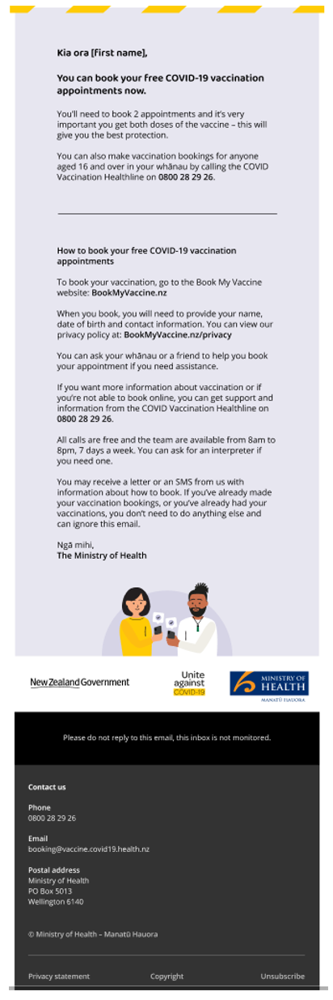 Kia ora [first name],
You can book your free COVID-19 vaccination
appointments now.
You'll need to book 2 appointments and it's very
important you get both doses of the vaccine – this will
give you the best protection.
You can also make vaccination bookings for anyone
aged 16 and over in your whānau by calling the COVID
Vaccination Healthline on 0800 28 29 26.
How to book your free COVID-19 vaccination
appointments
To book your vaccination, go to the Book My Vaccine
website: BookMyVaccine.nz
When you book, you will need to provide your name,
date of birth and contact information. You can view our
privacy policy at: BookMyVaccine.nz/privacy
You can ask your whānau or a friend to help you book
your appointment if you need assistance.
If you want more information about vaccination or if
you're not able to book online, you can get support and
information from the COVID Vaccination Healthline on
0800 28 29 26.
All calls are free and the team are available from 8am to
8pm, 7 days a week. You can ask for an interpreter if
you need one.
You may receive a letter or an SMS from us with
information about how to book. If you've already made
your vaccination bookings, or you've already had your
vaccinations, you don't need to do anything else and
can ignore this email.
Ngā mihi,
The Ministry of Health
New Zealand Government
Unite
against
COVID-19
MINISTRY OF
HEALTH
MANATŪ HAUORA
Please do not reply to this email, this inbox is not monitored.
Contact us
Phone
0800 28 29 26
Email
booking@vaccine.covid19.health.nz
Postal address
Ministry of Health
PO Box 5013
Wellington 6140
© Ministry of Health – Manatū Hauora
Privacy statement
Copyright
Unsubscribe